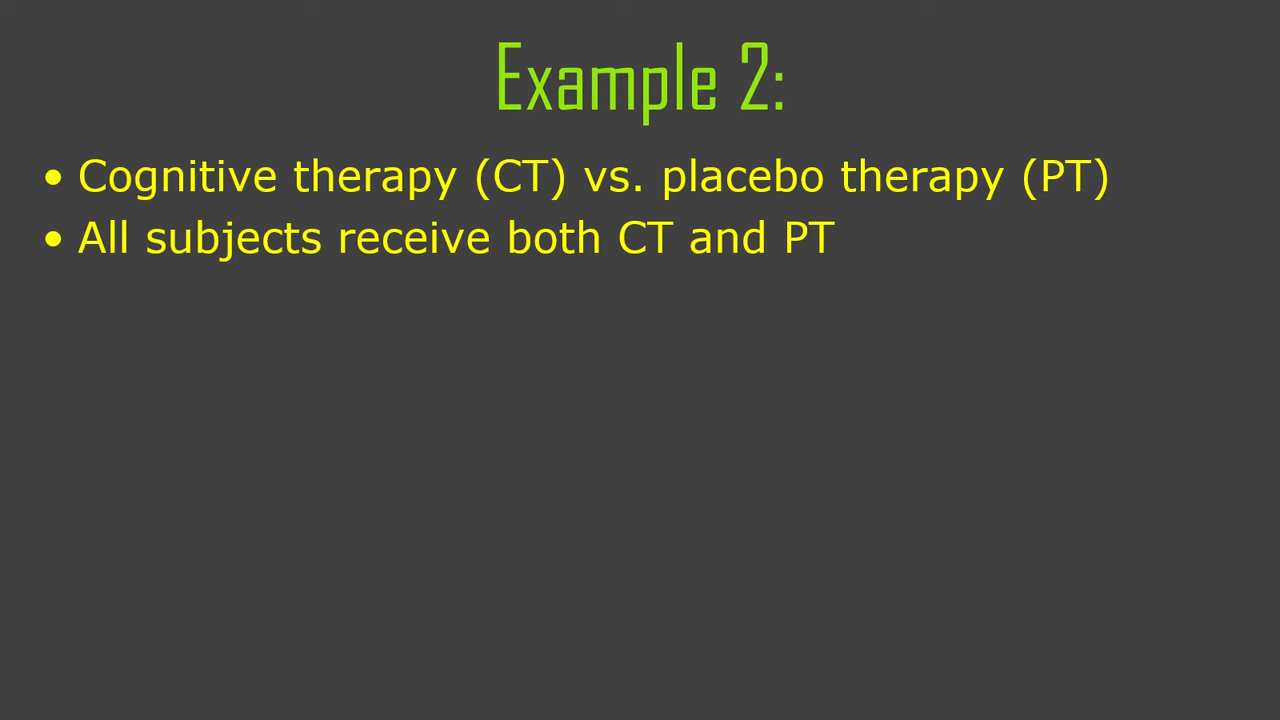 Example 2:
• Cognitive therapy (CT) vs. placebo therapy (PT)
• All subjects receive both CT and PT